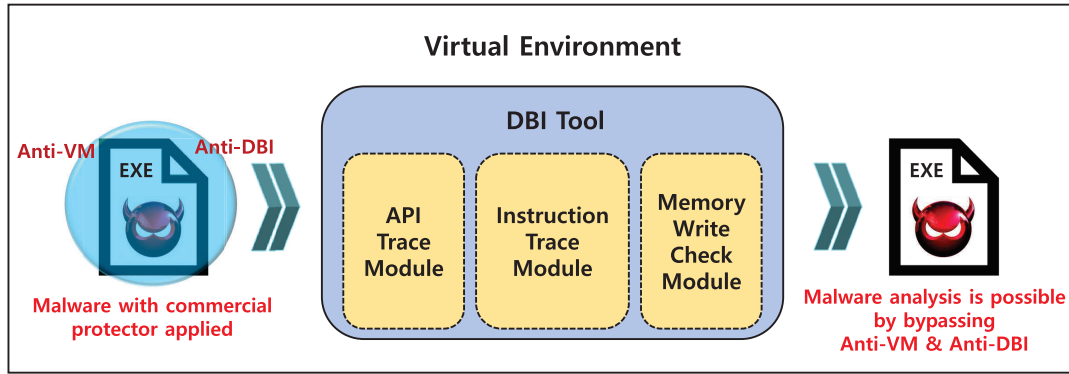 Virtual Environment
Anti-VM
Anti-DBI
EXE
Malware with commercial
protector applied
DBI Tool
API
Trace
Module
Instruction
Trace
Module
Memory
Write
Check
Module
EXE
Malware analysis is possible
by bypassing
Anti-VM & Anti-DBI